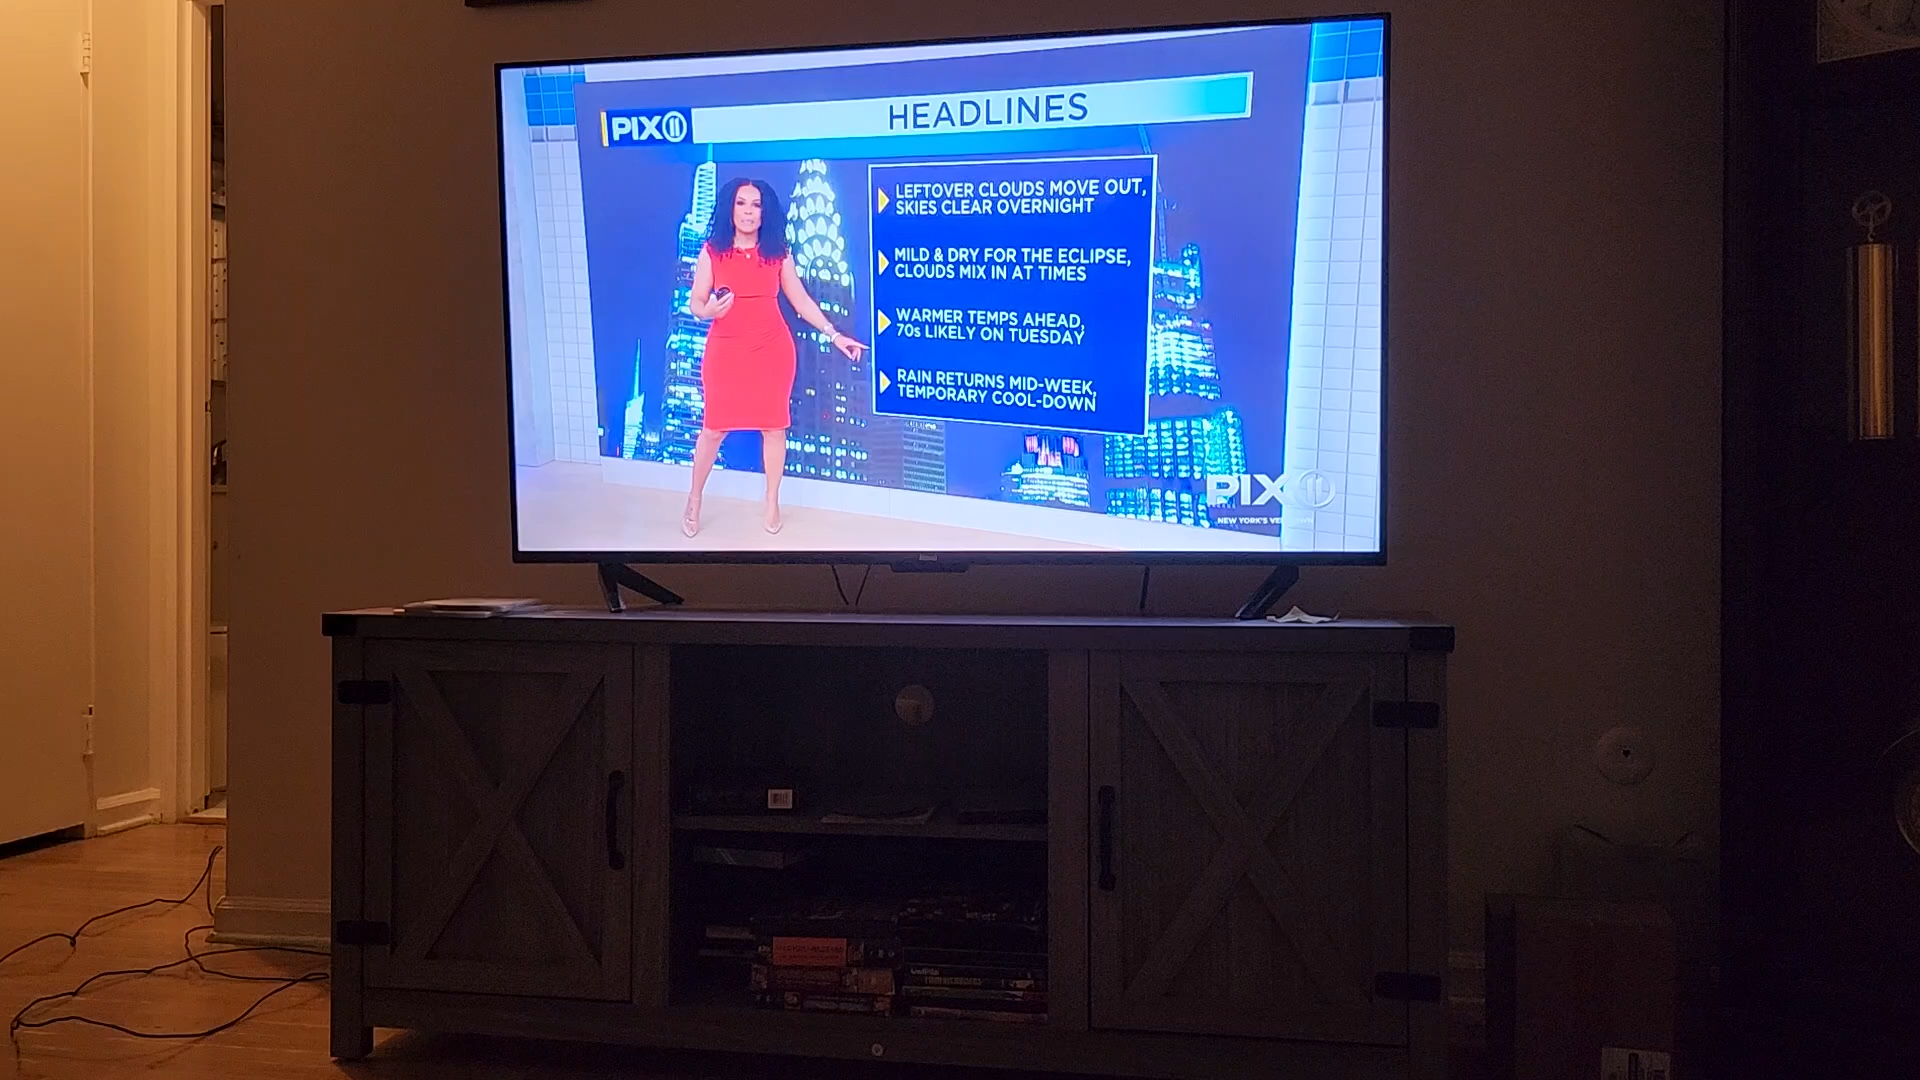 PIX11
HEADLINES
LEFTOVER CLOUDS MOVE OUT,
SKIES CLEAR OVERNIGHT
MILD & DRY FOR THE ECLIPSE,
CLOUDS MIX IN AT TIMES
WARMER TEMPS AHEAD,
70s LIKELY ON TUESDAY
RAIN RETURNS MID-WEEK,
TEMPORARY COOL-DOWN
PIX11
NEW YORK'S